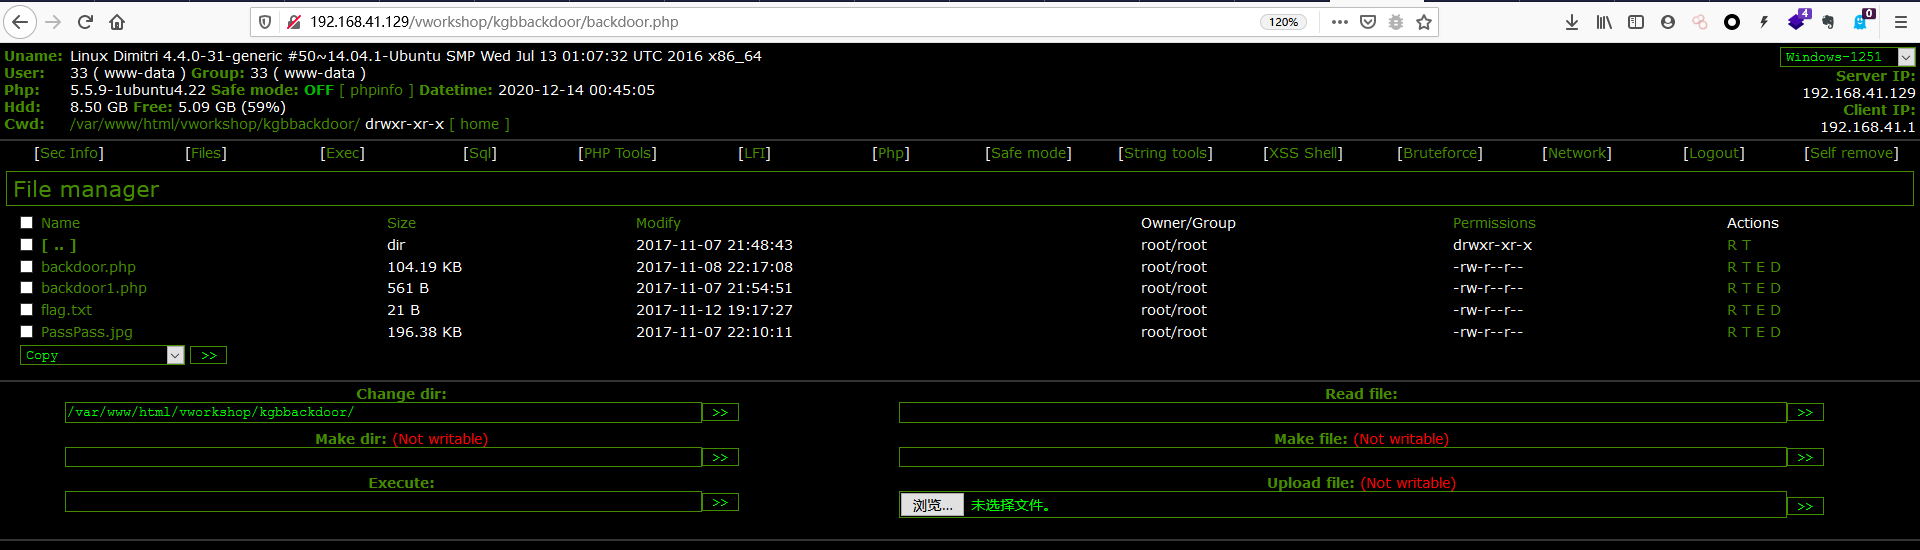 192.168.41.129/vworkshop/kgbbackdoor/backdoor.php 120% 4 0
Uname: Linux Dimitri 4.4.0-31-generic #50~14.04.1-Ubuntu SMP Wed Jul 13 01:07:32 UTC 2016 x86_64 Windows-1251
User: 33 ( www-data ) Group: 33 ( www-data ) Server IP:
Php: 5.5.9-1ubuntu4.22 Safe mode: OFF [ phpinfo ] Datetime: 2020-12-14 00:45:05 192.168.41.129
Hdd: 8.50 GB Free: 5.09 GB (59%) Client IP:
Cwd: /var/www/html/vworkshop/kgbbackdoor/ drwxr-xr-x [ home ] 192.168.41.1
[Sec Info] [Files] [Exec] [Sql] [PHP Tools] [LFI] [Php] [Safe mode] [String tools] [XSS Shell] [Bruteforce] [Network] [Logout] [Self remove]
File manager
Name Size Modify Owner/Group Permissions Actions
[ .. ] dir 2017-11-07 21:48:43 root/root drwxr-xr-x R T
backdoor.php 104.19 KB 2017-11-08 22:17:08 root/root -rw-r--r-- R T E D
backdoor1.php 561 B 2017-11-07 21:54:51 root/root -rw-r--r-- R T E D
flag.txt 21 B 2017-11-12 19:17:27 root/root -rw-r--r-- R T E D
PassPass.jpg 196.38 KB 2017-11-07 22:10:11 root/root -rw-r--r-- R T E D
Copy >>
Change dir: Read file:
/var/www/html/vworkshop/kgbbackdoor/ >> >>
Make dir: (Not writable) Make file: (Not writable)
>> >>
Execute: Upload file: (Not writable)
>> 浏览... 未选择文件。 >>